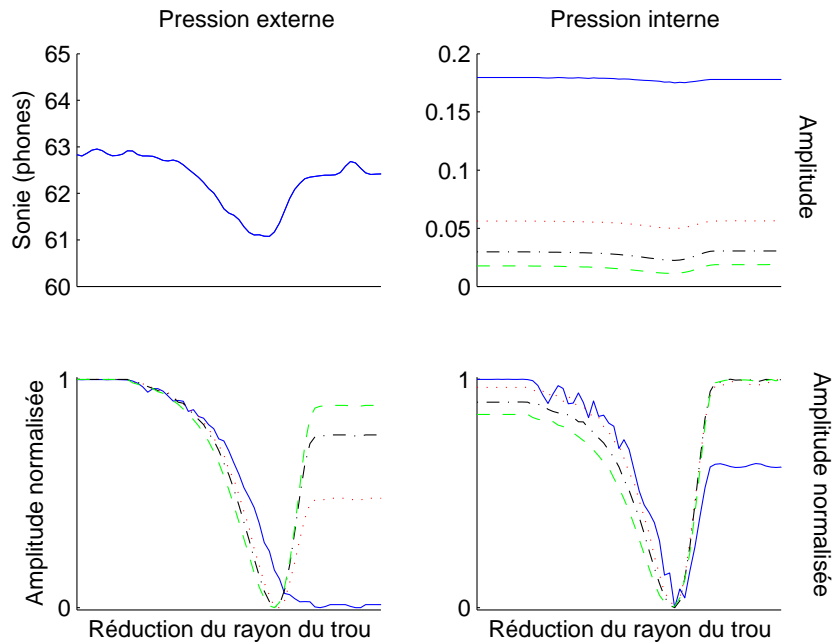 Pression externe
Pression interne
65
64
63
62
61
60
Sonie (phones)
0.2
0.15
0.1
0.05
0
Amplitude
1
0
Amplitude normalisée
Réduction du rayon du trou
1
0
Amplitude normalisée
Réduction du rayon du trou